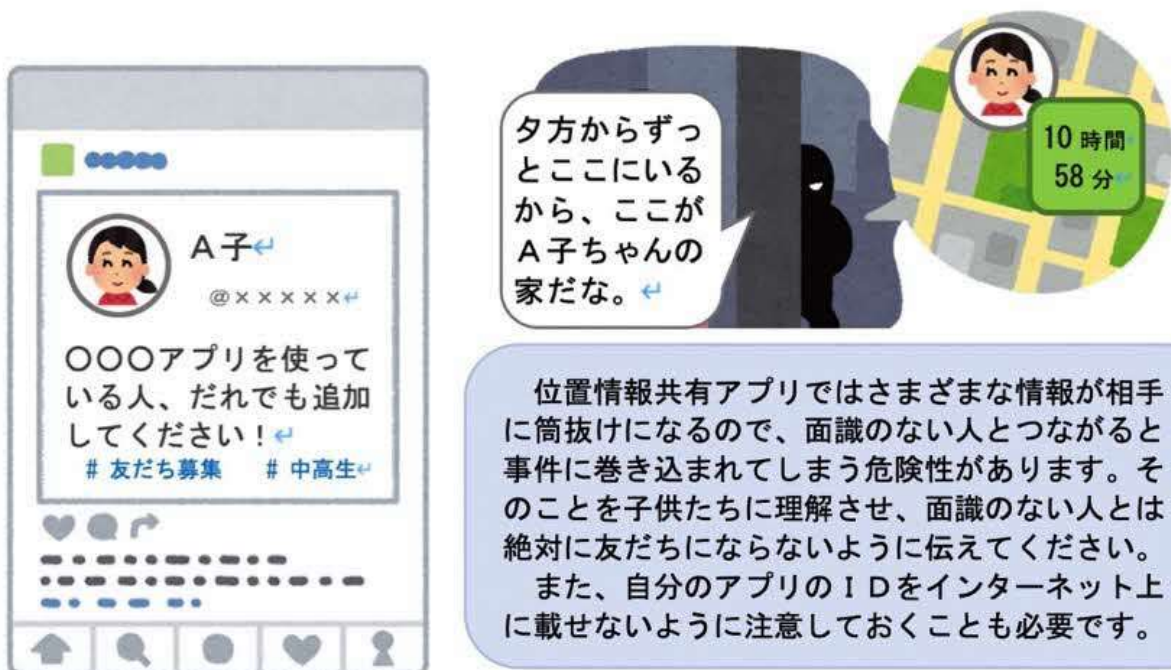 A子↵
@×××××↵
〇〇〇アプリを使って
いる人、だれでも追加
してください！↵
# 友だち募集 # 中高生↵
夕方からずっ
とここにいる
から、ここが
A子ちゃんの
家だな。↵
10 時間↵
58 分↵
位置情報共有アプリではさまざまな情報が相手
に筒抜けになるので、面識のない人とつながると
事件に巻き込まれてしまう危険性があります。そ
のことを子供たちに理解させ、面識のない人とは
絶対に友だちにならないように伝えてください。
また、自分のアプリのＩＤをインターネット上
に載せないように注意しておくことも必要です。